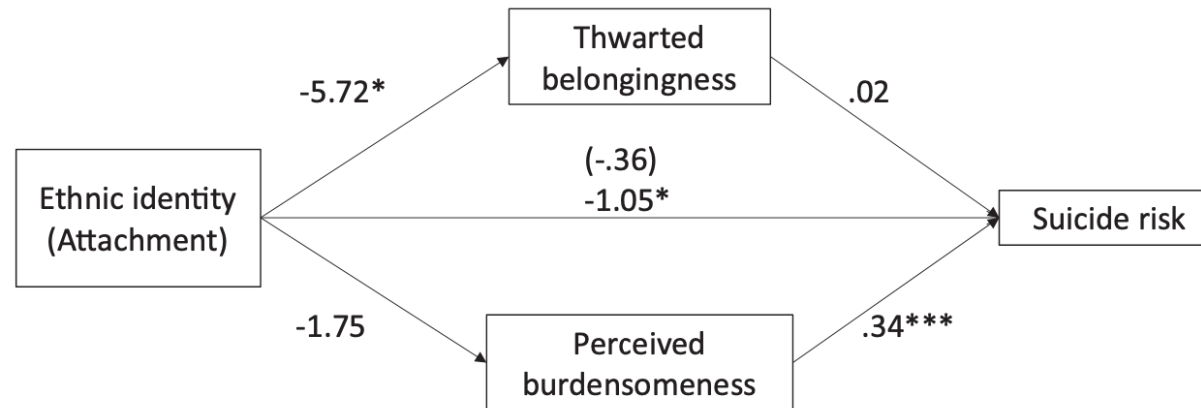 Thwarted
belongingness
-5.72*
.02
(-.36)
-1.05*
Ethnic identity
(Attachment)
Suicide risk
-1.75
.34***
Perceived
burdensomeness